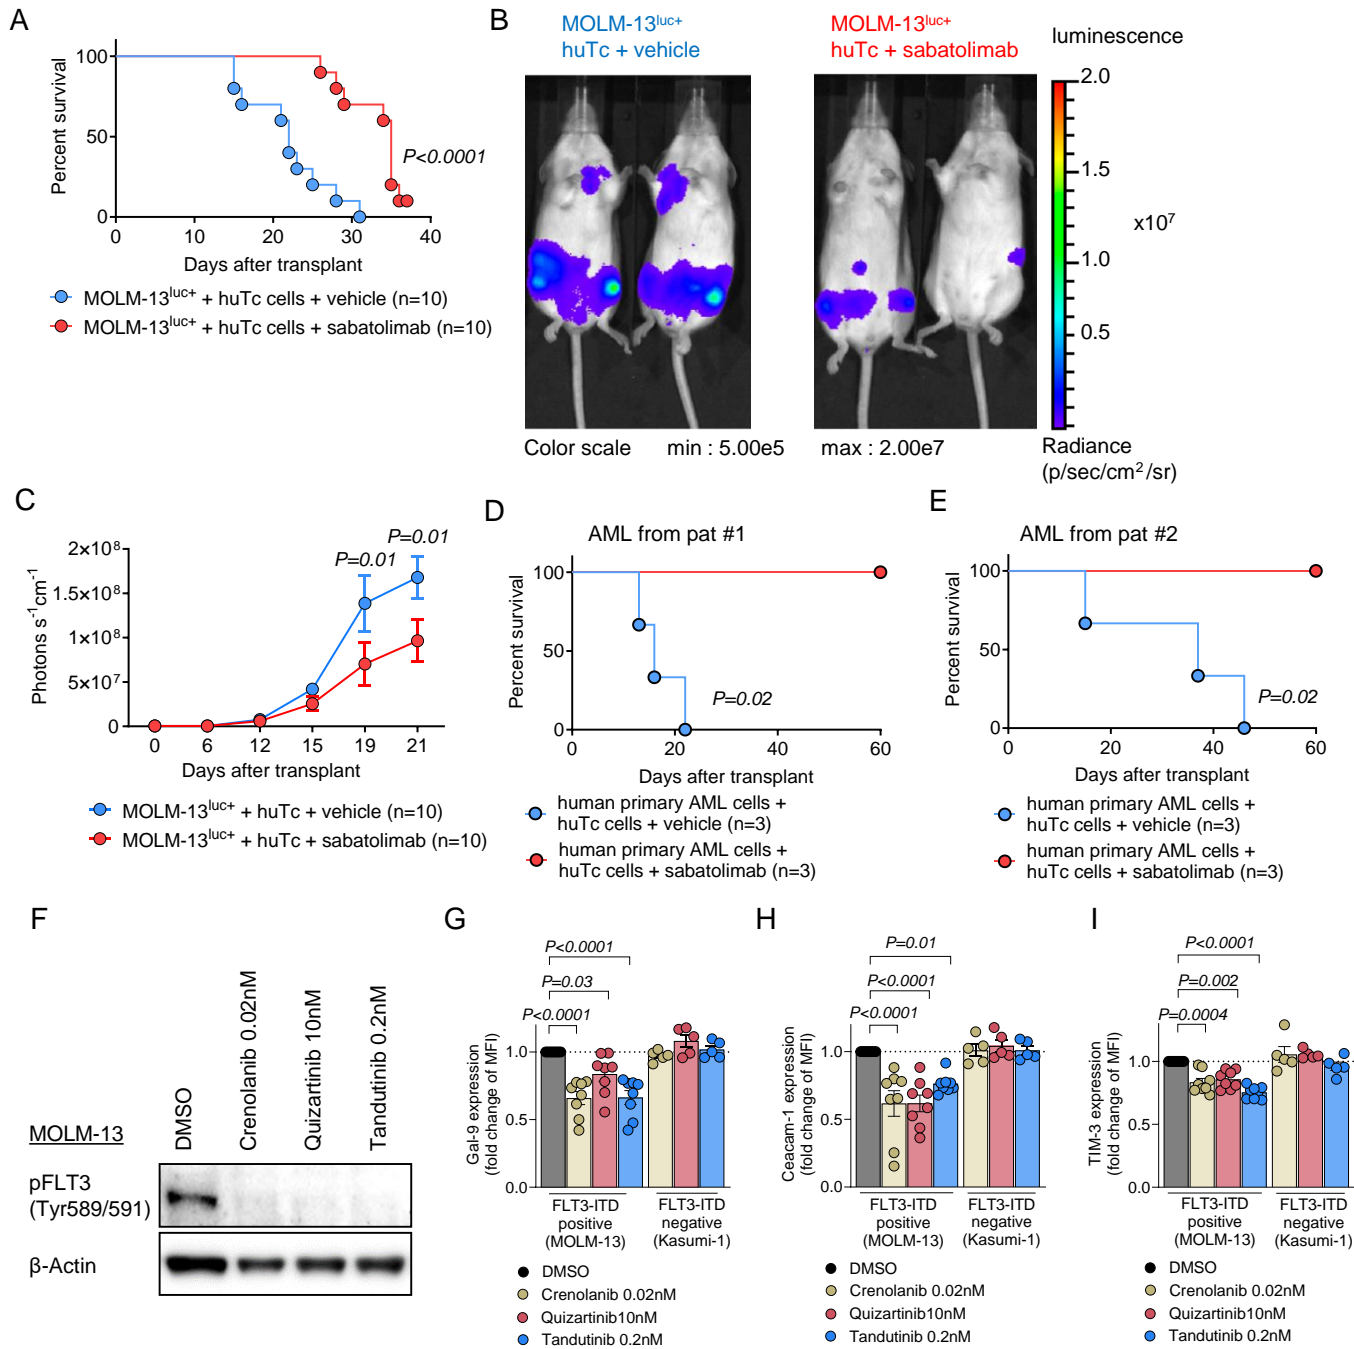 A
100
50
0
Percent survival
0 10 20 30 40
Days after transplant
P<0.0001
MOLM-13luc+ + huTc cells + vehicle (n=10)
MOLM-13luc+ + huTc cells + sabatolimab (n=10)
B
MOLM-13luc+
huTc + vehicle
MOLM-13luc+
huTc + sabatolimab
luminescence
2.0
1.5
x10^7
1.0
0.5
Color scale min : 5.00e5 max : 2.00e7
Radiance
(p/sec/cm2/sr)
C
2×10^8
1.5×10^8
1×10^8
5×10^7
0
Photons s-1cm-1
P=0.01
P=0.01
0 6 12 15 19 21
Days after transplant
MOLM-13luc+ + huTc + vehicle (n=10)
MOLM-13luc+ + huTc + sabatolimab (n=10)
D
AML from pat #1
100
50
0
Percent survival
P=0.02
0 20 40 60
Days after transplant
human primary AML cells +
huTc cells + vehicle (n=3)
human primary AML cells +
huTc cells + sabatolimab (n=3)
E
AML from pat #2
100
50
0
Percent survival
P=0.02
0 20 40 60
Days after transplant
human primary AML cells +
huTc cells + vehicle (n=3)
human primary AML cells +
huTc cells + sabatolimab (n=3)
F
DMSO
Crenolanib 0.02nM
Quizartinib 10nM
Tandutinib 0.2nM
MOLM-13
pFLT3
(Tyr589/591)
β-Actin
G
P<0.0001
P=0.03
P<0.0001
Gal-9 expression
(fold change of MFI)
1.0
0.5
0.0
FLT3-ITD
positive
(MOLM-13)
FLT3-ITD
negative
(Kasumi-1)
DMSO
Crenolanib 0.02nM
Quizartinib10nM
Tandutinib 0.2nM
H
P=0.01
P<0.0001
P<0.0001
Ceacam-1 expression
(fold change of MFI)
1.0
0.5
0.0
FLT3-ITD
positive
(MOLM-13)
FLT3-ITD
negative
(Kasumi-1)
DMSO
Crenolanib 0.02nM
Quizartinib10nM
Tandutinib 0.2nM
I
P<0.0001
P=0.002
P=0.0004
TIM-3 expression
(fold change of MFI)
1.0
0.5
0.0
FLT3-ITD
positive
(MOLM-13)
FLT3-ITD
negative
(Kasumi-1)
DMSO
Crenolanib 0.02nM
Quizartinib10nM
Tandutinib 0.2nM